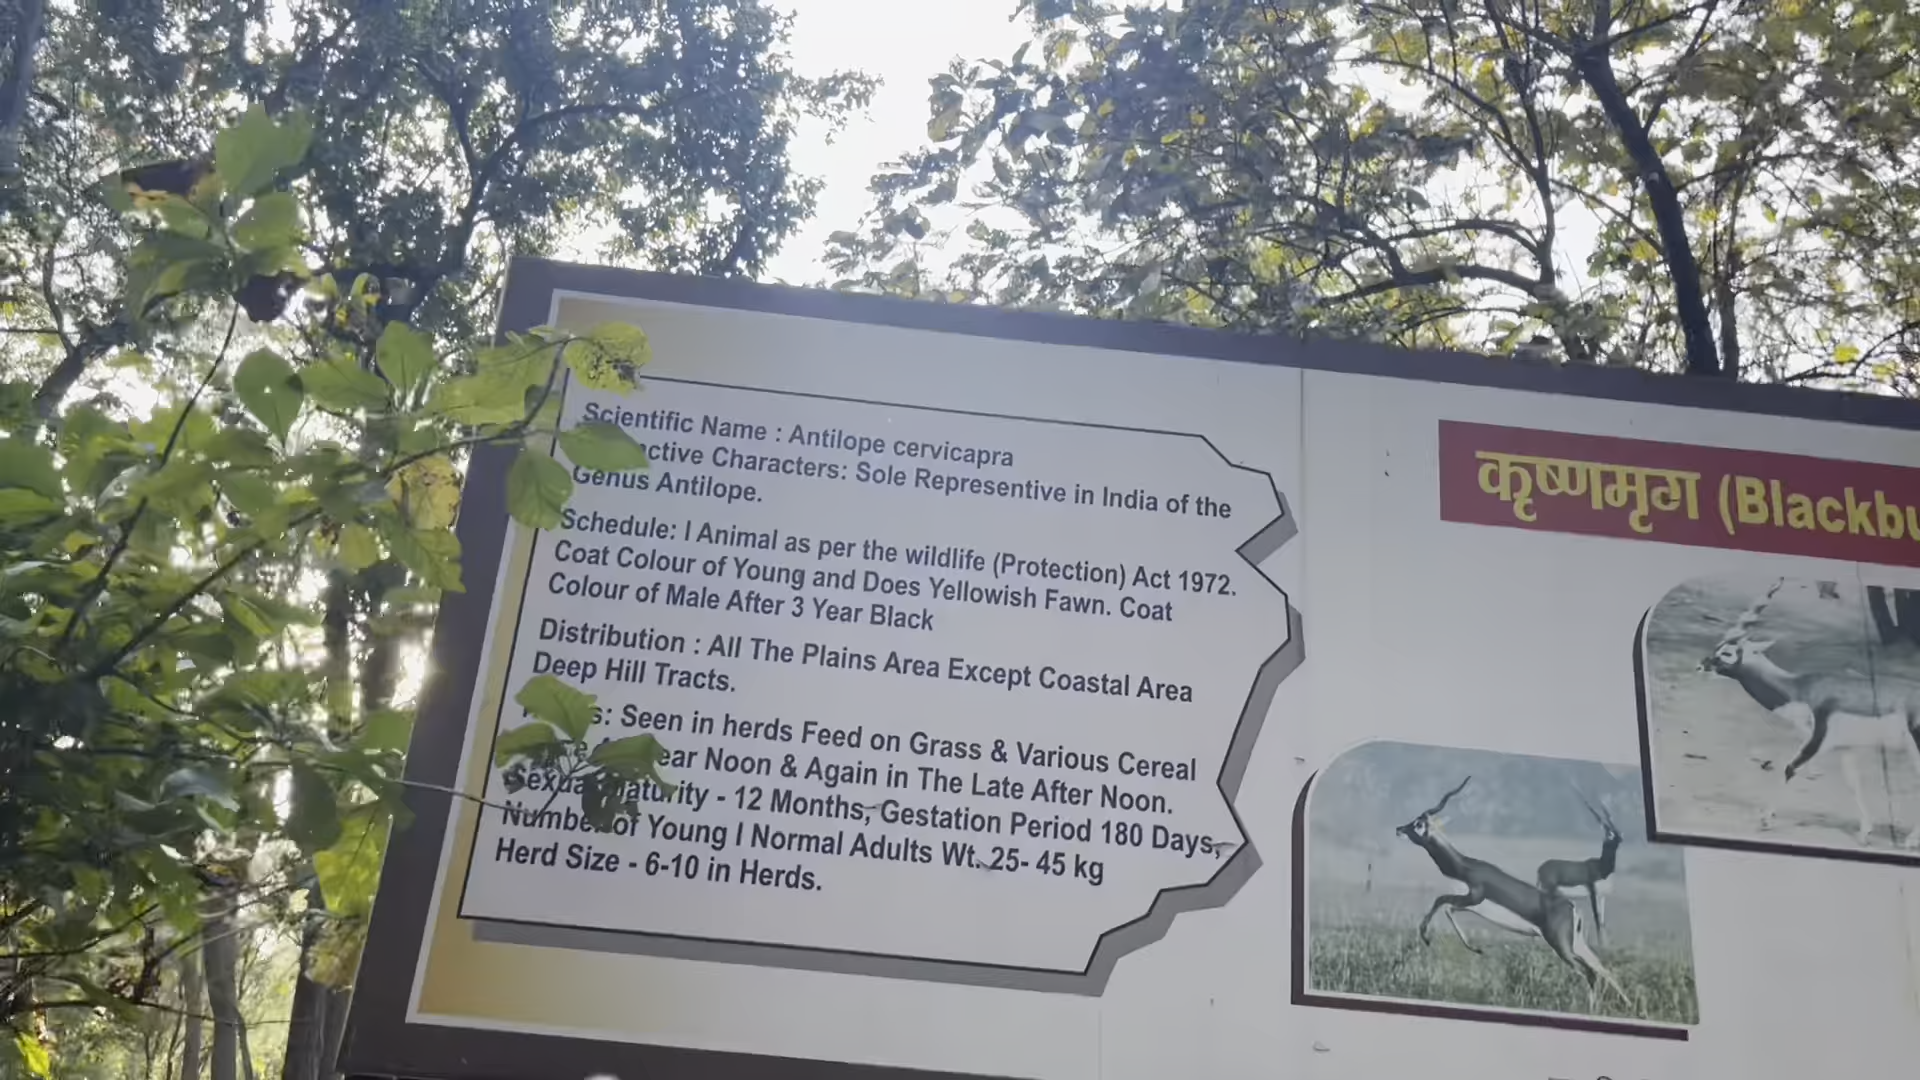 Scientific Name : Antilope cervicapra
Characters: Sole Representive in India of the
Genus Antilope.
Schedule: I Animal as per the wildlife (Protection) Act 1972.
Coat Colour of Young and Does Yellowish Fawn. Coat
Colour of Male After 3 Year Black
Distribution : All The Plains Area Except Coastal Area
Deep Hill Tracts.
Seen in herds Feed on Grass & Various Cereal
Noon & Again in The Late After Noon.
Sexual Maturity - 12 Months, Gestation Period 180 Days,
Number of Young I Normal Adults Wt. 25- 45 kg
Herd Size - 6-10 in Herds.
कृष्णमृग (Blackbu